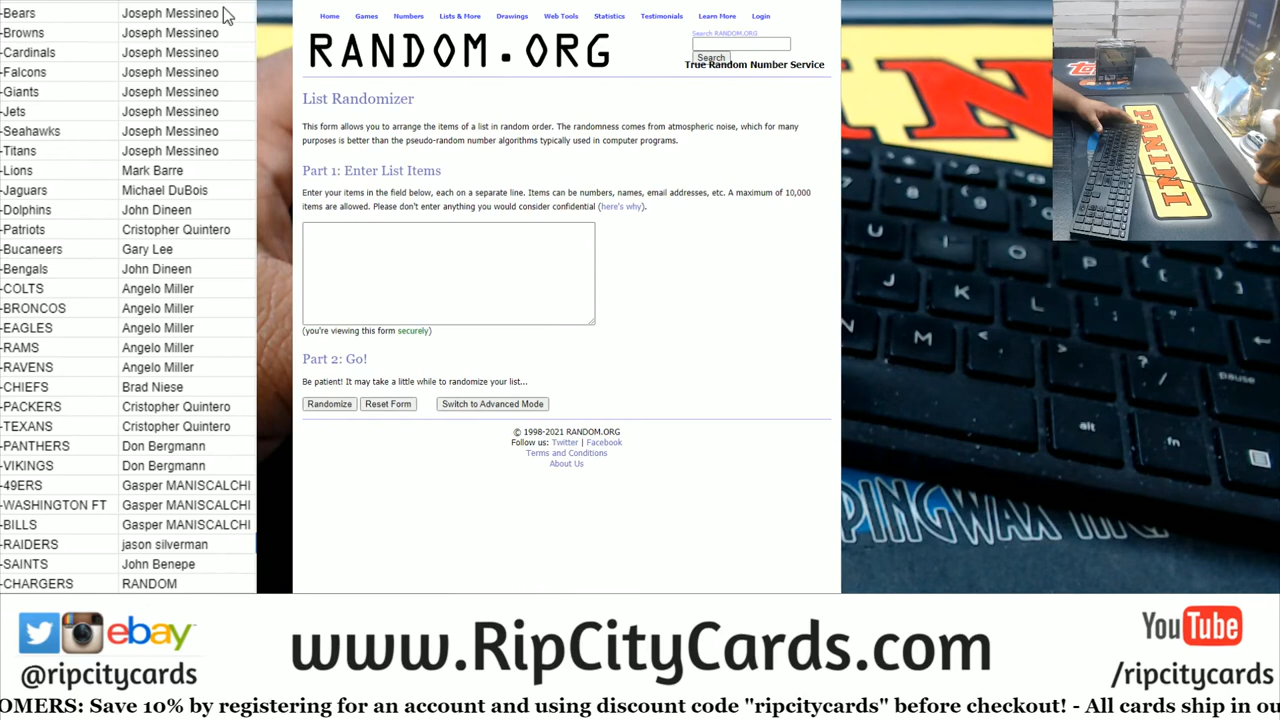 -Bears Joseph Messineo
-Browns Joseph Messineo
-Cardinals Joseph Messineo
-Falcons Joseph Messineo
-Giants Joseph Messineo
-Jets Joseph Messineo
-Seahawks Joseph Messineo
-Titans Joseph Messineo
-Lions Mark Barre
-Jaguars Michael DuBois
-Dolphins John Dineen
-Patriots Cristopher Quintero
-Bucaneers Gary Lee
-Bengals John Dineen
-COLTS Angelo Miller
-BRONCOS Angelo Miller
-EAGLES Angelo Miller
-RAMS Angelo Miller
-RAVENS Angelo Miller
-CHIEFS Brad Niese
-PACKERS Cristopher Quintero
-TEXANS Cristopher Quintero
-PANTHERS Don Bergmann
-VIKINGS Don Bergmann
-49ERS Gasper MANISCALCHI
-WASHINGTON FT Gasper MANISCALCHI
-BILLS Gasper MANISCALCHI
-RAIDERS jason silverman
-SAINTS John Benepe
-CHARGERS RANDOM
Home Games Numbers Lists & More Drawings Web Tools Statistics Testimonials Learn More Login
RANDOM.ORG
Search RANDOM.ORG
Search
True Random Number Service
List Randomizer
This form allows you to arrange the items of a list in random order. The randomness comes from atmospheric noise, which for many
purposes is better than the pseudo-random number algorithms typically used in computer programs.
Part 1: Enter List Items
Enter your items in the field below, each on a separate line. Items can be numbers, names, email addresses, etc. A maximum of 10,000
items are allowed. Please don't enter anything you would consider confidential (here's why).
(you're viewing this form securely)
Part 2: Go!
Be patient! It may take a little while to randomize your list...
Randomize Reset Form Switch to Advanced Mode
© 1998-2021 RANDOM.ORG
Follow us: Twitter | Facebook
Terms and Conditions
About Us
PANINI
U
I
O
P
J
K
L
N
M
alt
fn
Pause
PINGWAX
ebay
@ripcitycards
www.RipCityCards.com
YouTube
/ripcitycards
OMERS: Save 10% by registering for an account and using discount code "ripcitycards" before checkout! - All cards ship in ou